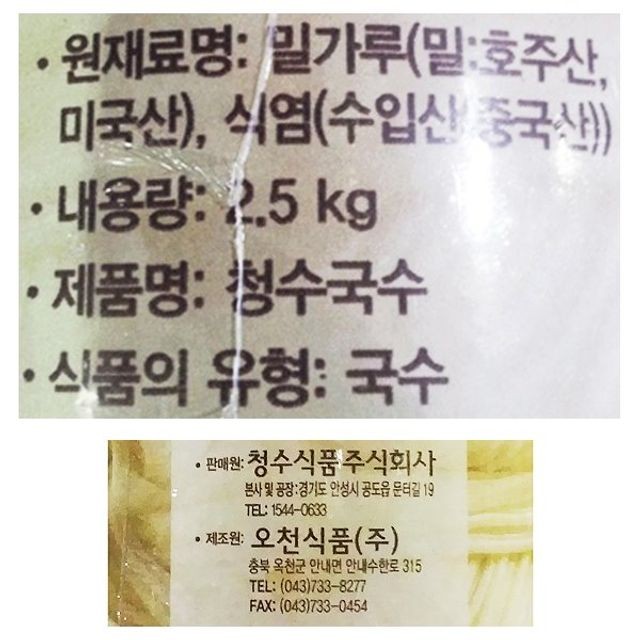 • 원재료명: 밀가루(밀:호주산,
미국산), 식염(수입산(중국산))
• 내용량: 2.5 kg
• 제품명: 청수국수
• 식품의 유형: 국수
• 판매원: 청수식품주식회사
본사 및 공장:경기도 안성시 공도읍 문터길 19
TEL: 1544-0633
• 제조원: 오천식품(주)
충북 옥천군 안내면 안내수한로 315
TEL: (043)733-8277
FAX: (043)733-0454